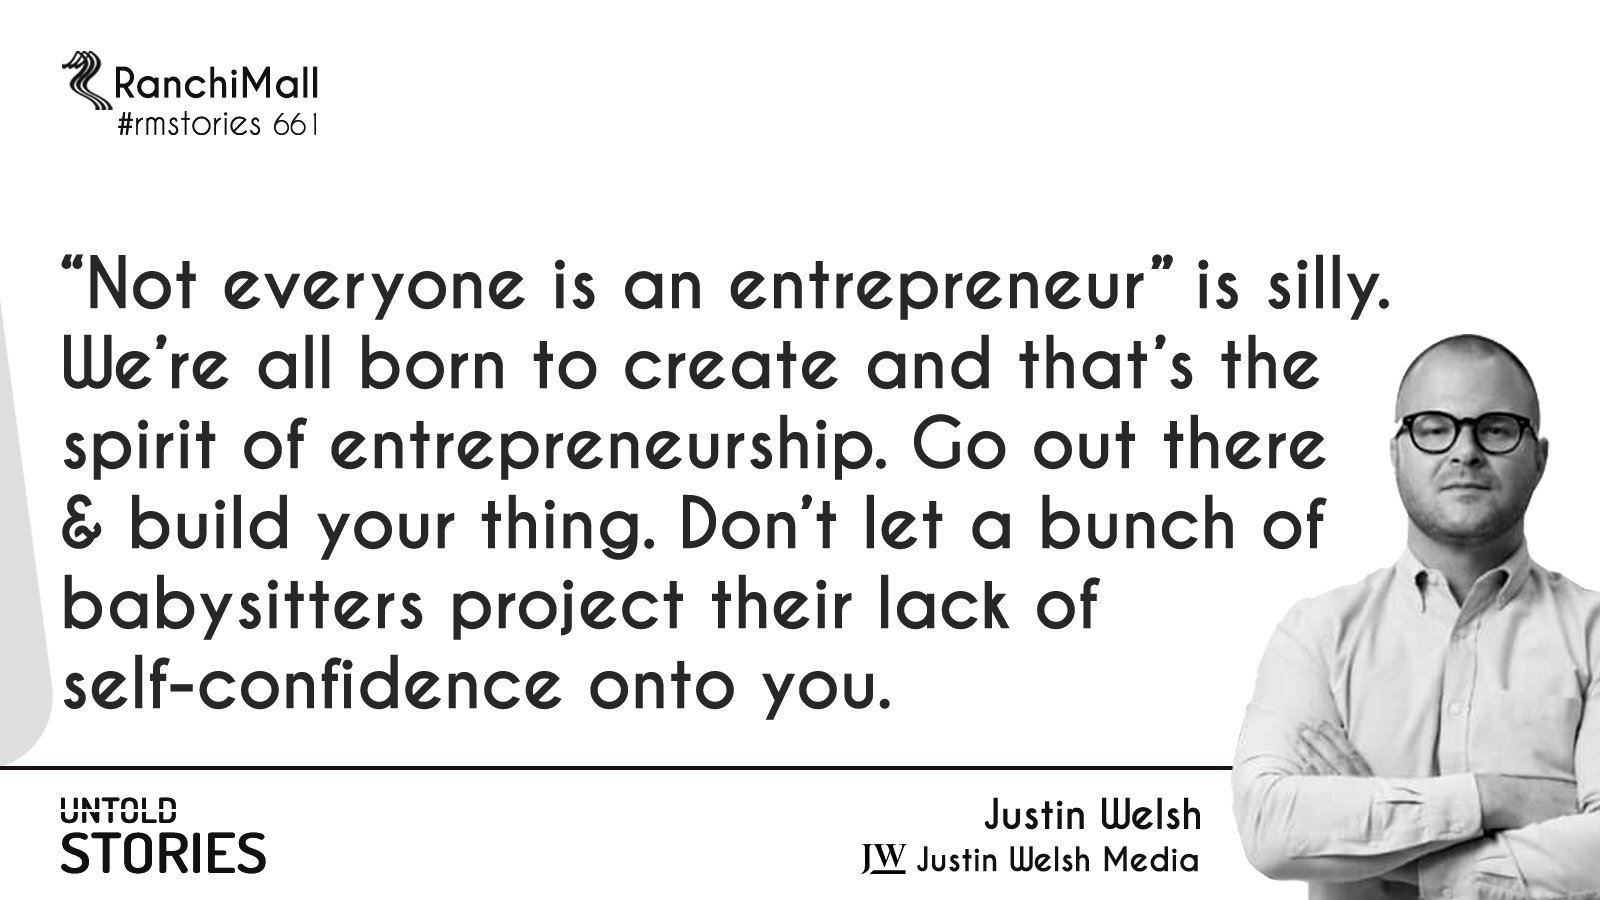 RanchiMall
#rmstories 661
“Not everyone is an entrepreneur” is silly.
We’re all born to create and that’s the
spirit of entrepreneurship. Go out there
& build your thing. Don’t let a bunch of
babysitters project their lack of
self-confidence onto you.
UNTOLD
STORIES
Justin Welsh
JW Justin Welsh Media